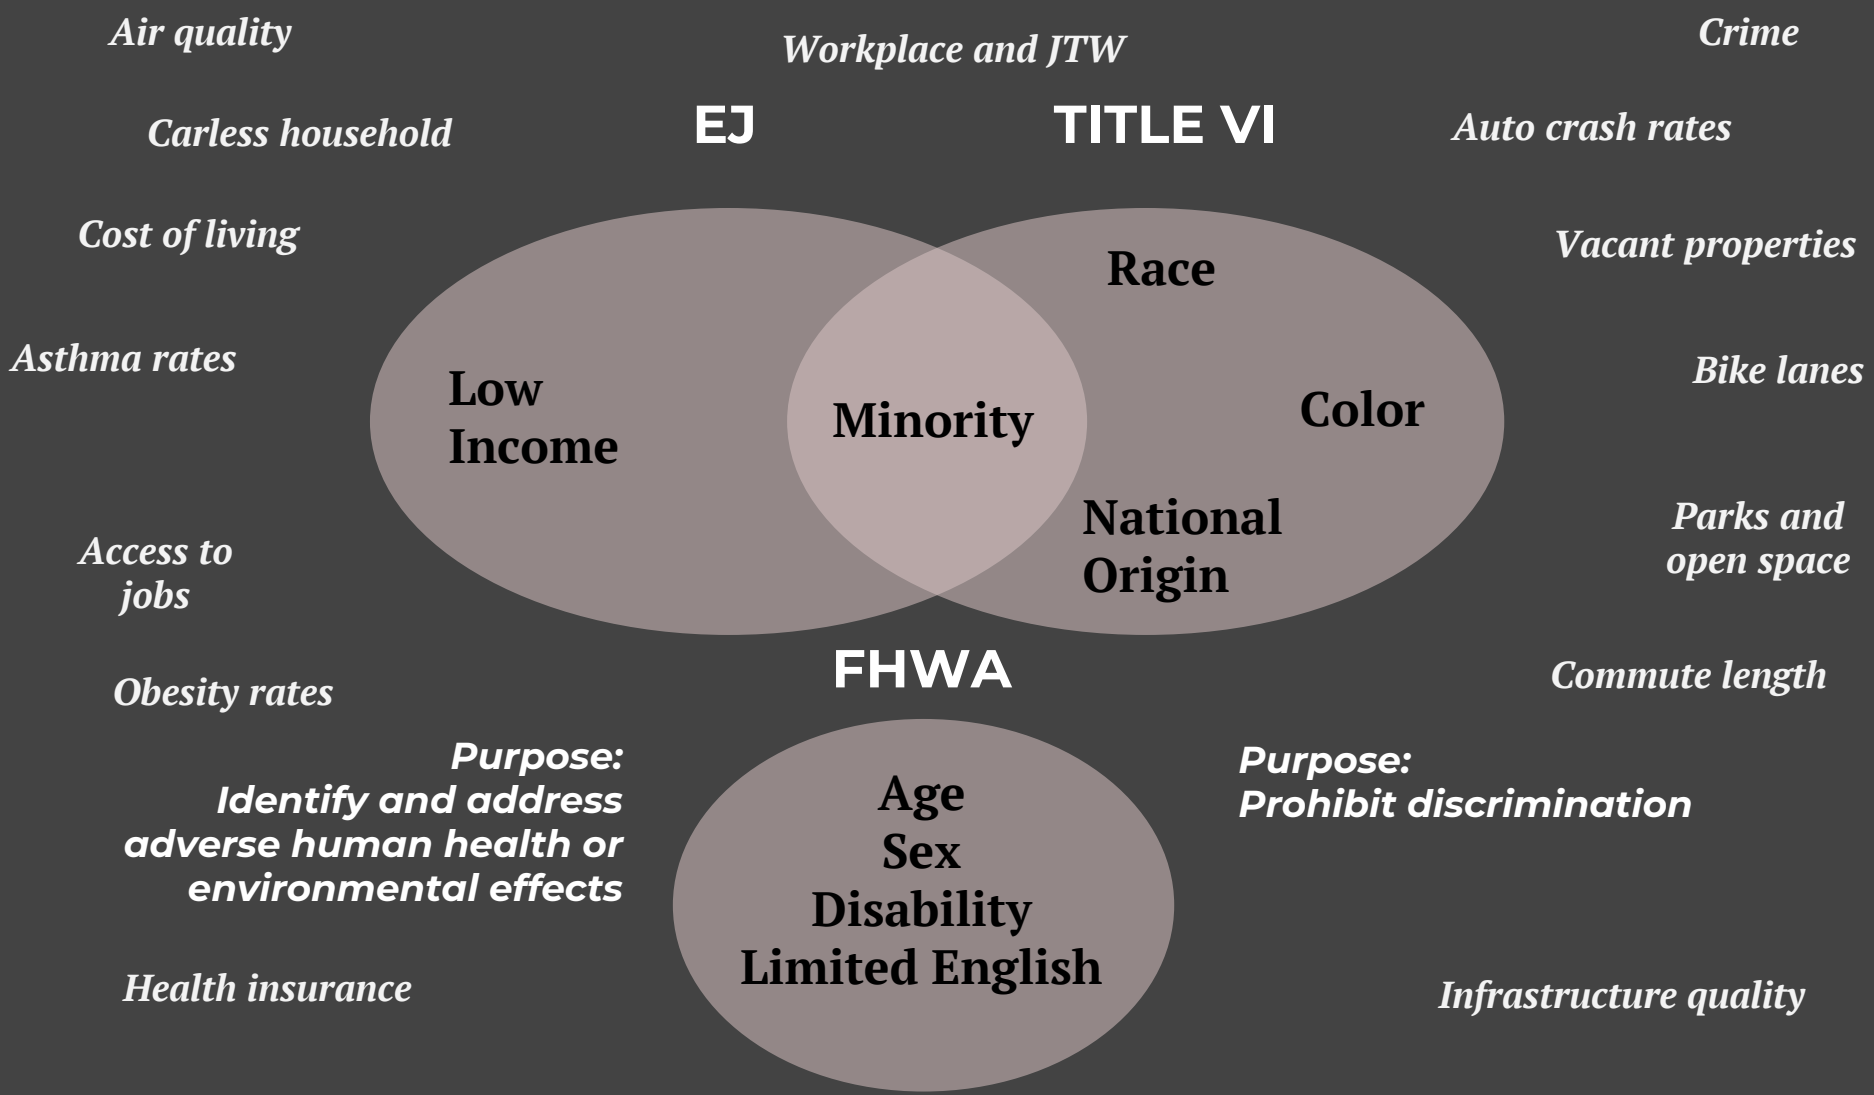 Air quality
Workplace and JTW
Crime
Carless household
EJ
TITLE VI
Auto crash rates
Cost of living
Vacant properties
Race
Asthma rates
Bike lanes
Low
Income
Minority
Color
National
Origin
Parks and
open space
Access to
jobs
FHWA
Obesity rates
Commute length
Purpose:
Identify and address
adverse human health or
environmental effects
Purpose:
Prohibit discrimination
Age
Sex
Disability
Limited English
Health insurance
Infrastructure quality